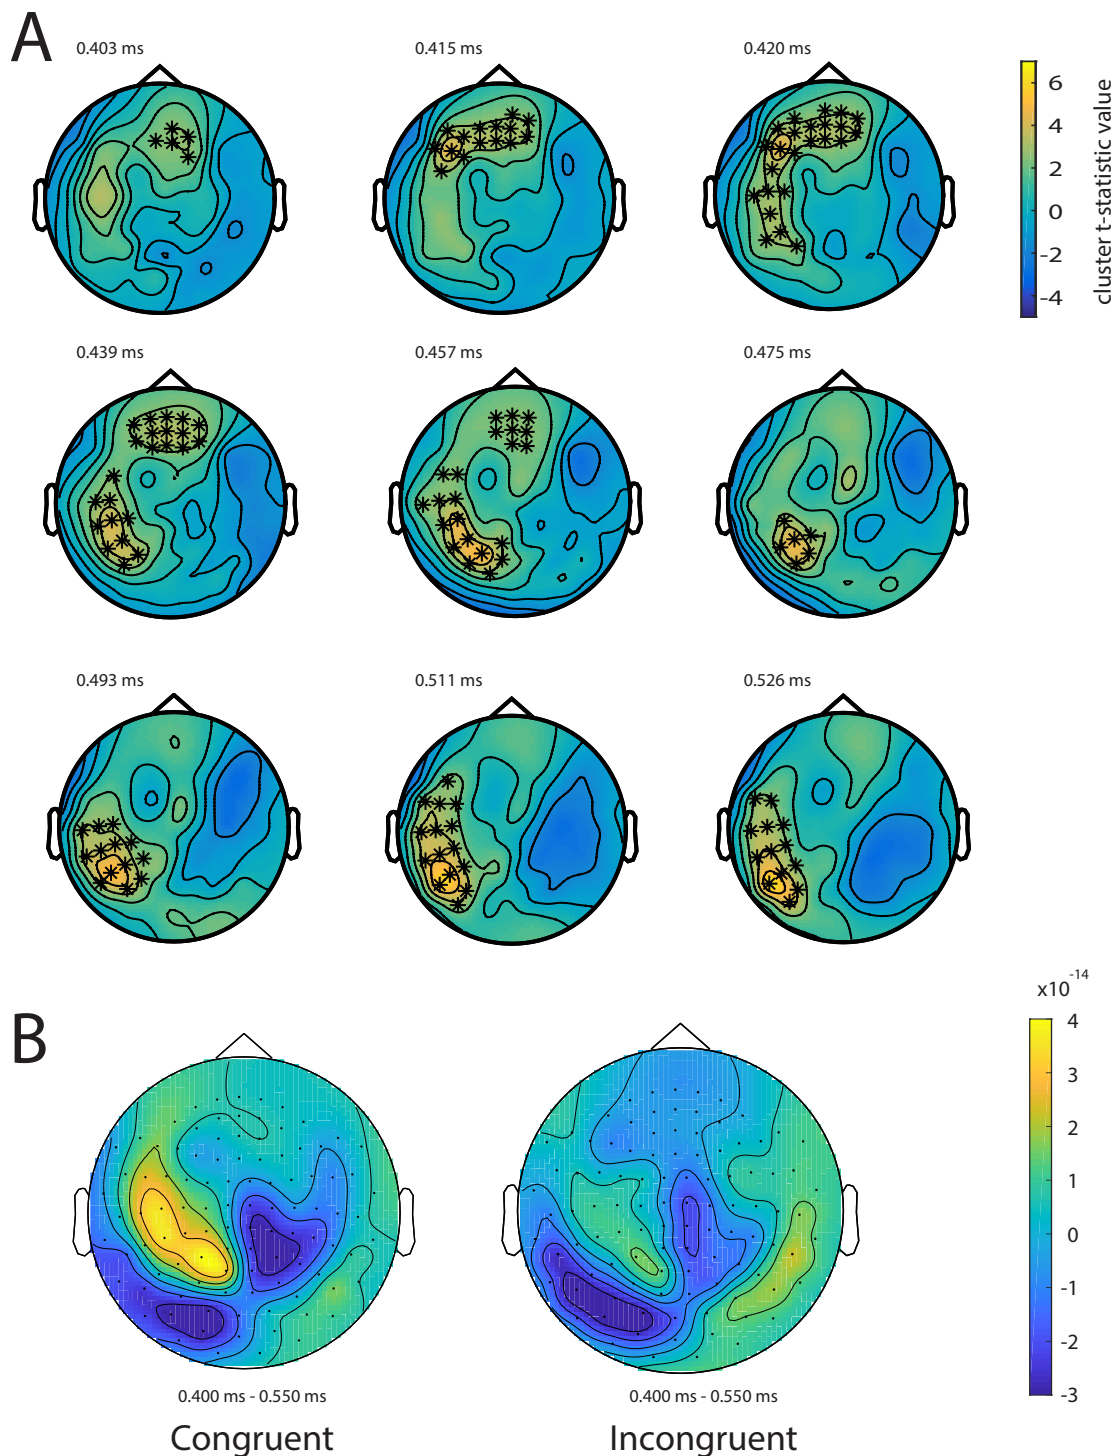 A
0.403 ms
0.415 ms
0.420 ms
6
4
2
0
-2
-4
cluster t-statistic value
0.439 ms
0.457 ms
0.475 ms
0.493 ms
0.511 ms
0.526 ms
B
x10-14
4
3
2
1
0
-1
-2
-3
0.400 ms - 0.550 ms
0.400 ms - 0.550 ms
Congruent
Incongruent